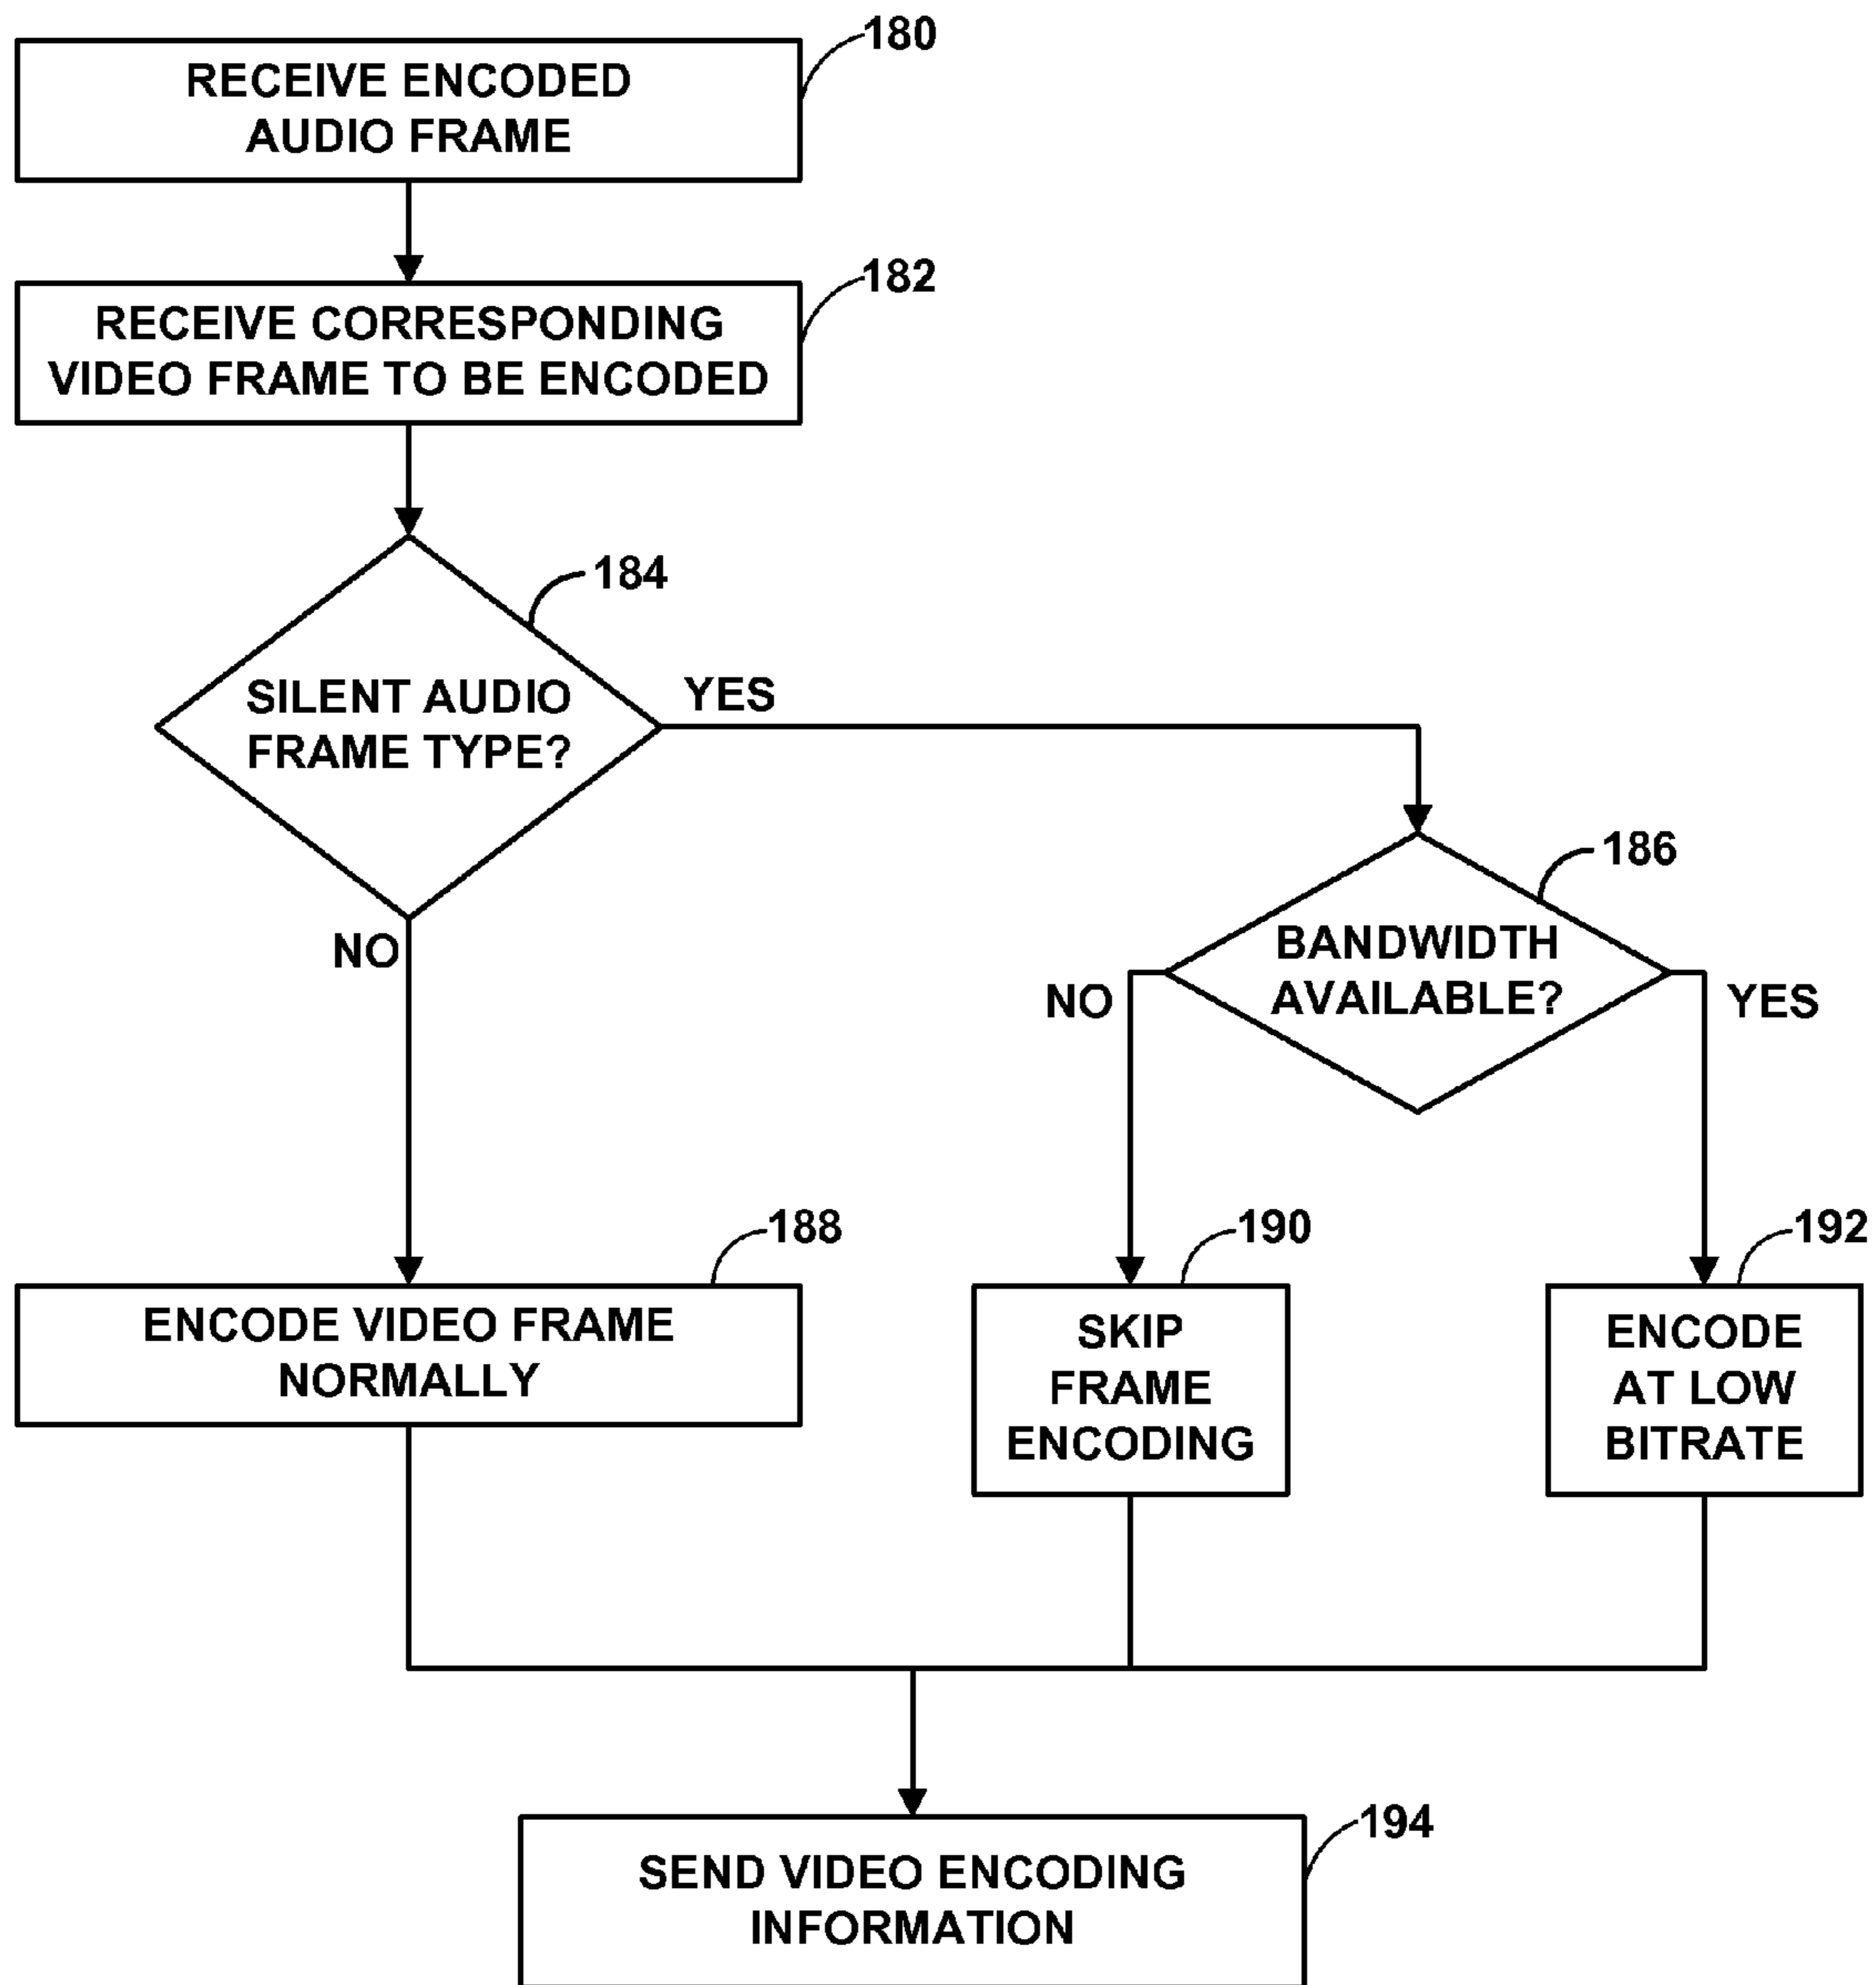 180
RECEIVE ENCODED
AUDIO FRAME
182
RECEIVE CORRESPONDING
VIDEO FRAME TO BE ENCODED
184
SILENT AUDIO
FRAME TYPE?
YES
NO
186
BANDWIDTH
AVAILABLE?
NO
YES
188
ENCODE VIDEO FRAME
NORMALLY
190
SKIP
FRAME
ENCODING
192
ENCODE
AT LOW
BITRATE
194
SEND VIDEO ENCODING
INFORMATION